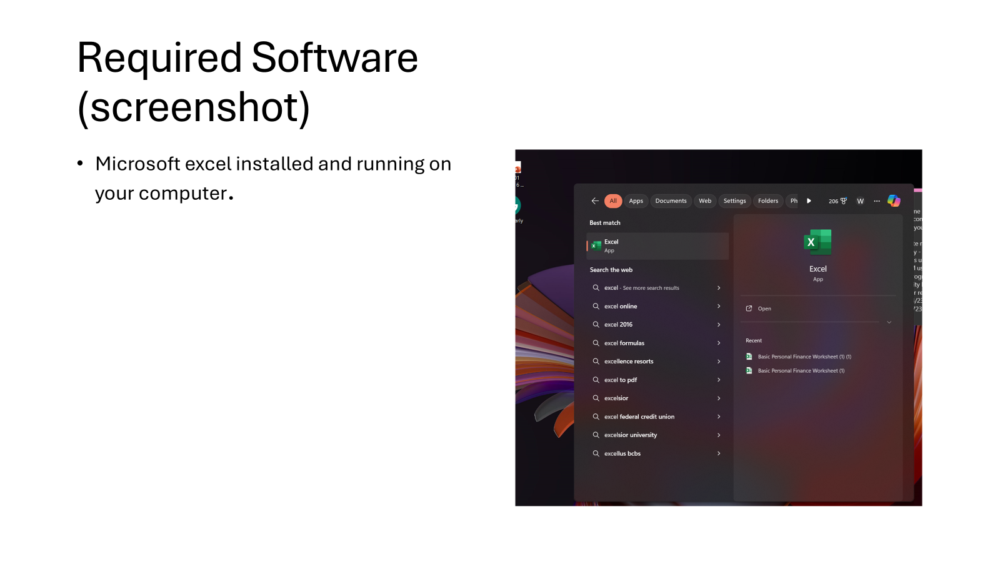 Required Software
(screenshot)
• Microsoft excel installed and running on
your computer.
01
6 ...
arly
All Apps Documents Web Settings Folders Ph 206 W ...
Best match
Excel
App
Search the web
excel - See more search results
excel online
excel 2016
excel formulas
excellence resorts
excel to pdf
excelsior
excel federal credit union
excelsior university
excellus bcbs
X
Excel
App
Open
Recent
Basic Personal Finance Worksheet (1) (1)
Basic Personal Finance Worksheet (1)